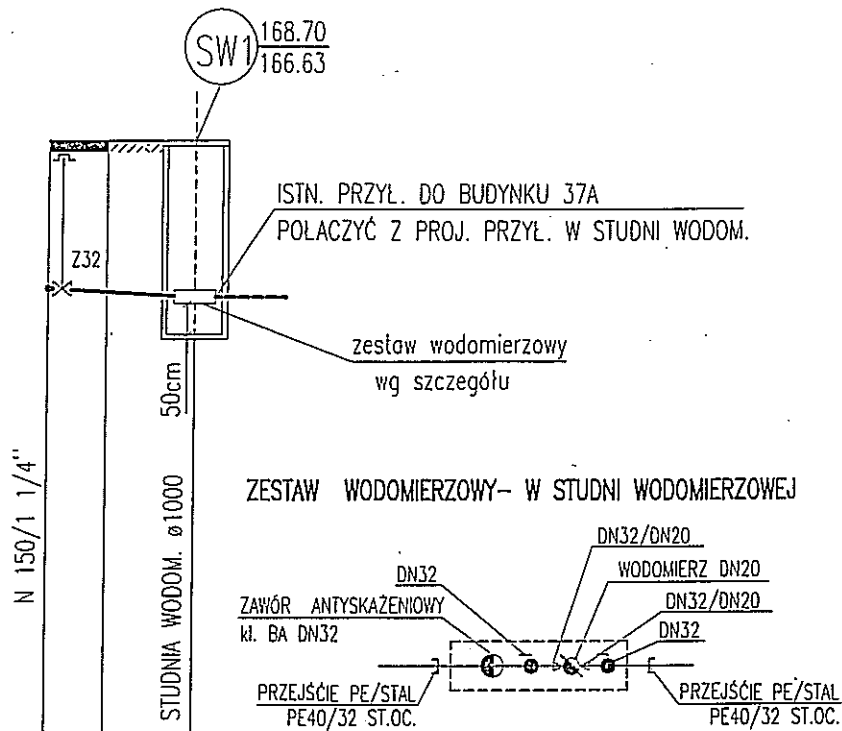 SW1
168.70
166.63
ISTN. PRZYŁ. DO BUDYNKU 37A
POŁACZYĆ Z PROJ. PRZYŁ. W STUDNI WODOM.
Z32
zestaw wodomierzowy
wg szczegółu
50cm
N 150/1 1/4"
STUDNIA WODOM. ø1000
ZESTAW WODOMIERZOWY- W STUDNI WODOMIERZOWEJ
DN32/DN20
DN32
WODOMIERZ DN20
ZAWÓR ANTYSKAŻENIOWY
kl. BA DN32
DN32/DN20
DN32
PRZEJŚĆIE PE/STAL
PE40/32 ST.OC.
PRZEJŚĆIE PE/STAL
PE40/32 ST.OC.